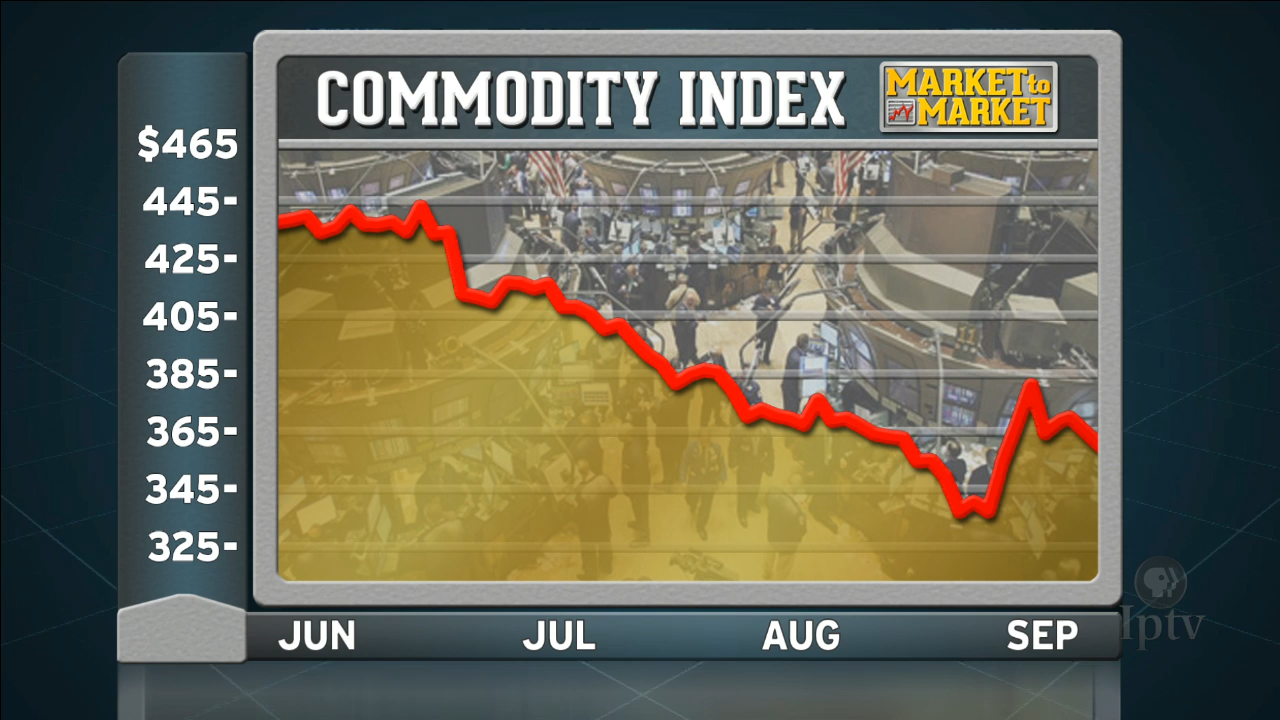 COMMODITY INDEX
MARKET to
MARKET
$465
445-
425-
405-
385-
365-
345-
325-
JUN JUL AUG SEP
Iptv